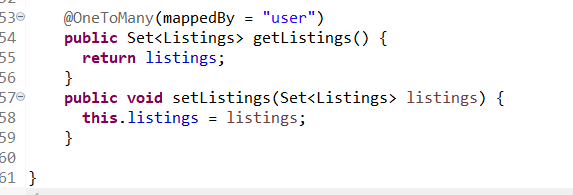 53 @OneToMany(mappedBy = "user")
54 public Set<Listings> getListings() {
55 return listings;
56 }
57 public void setListings(Set<Listings> listings) {
58 this.listings = listings;
59 }
60
61 }